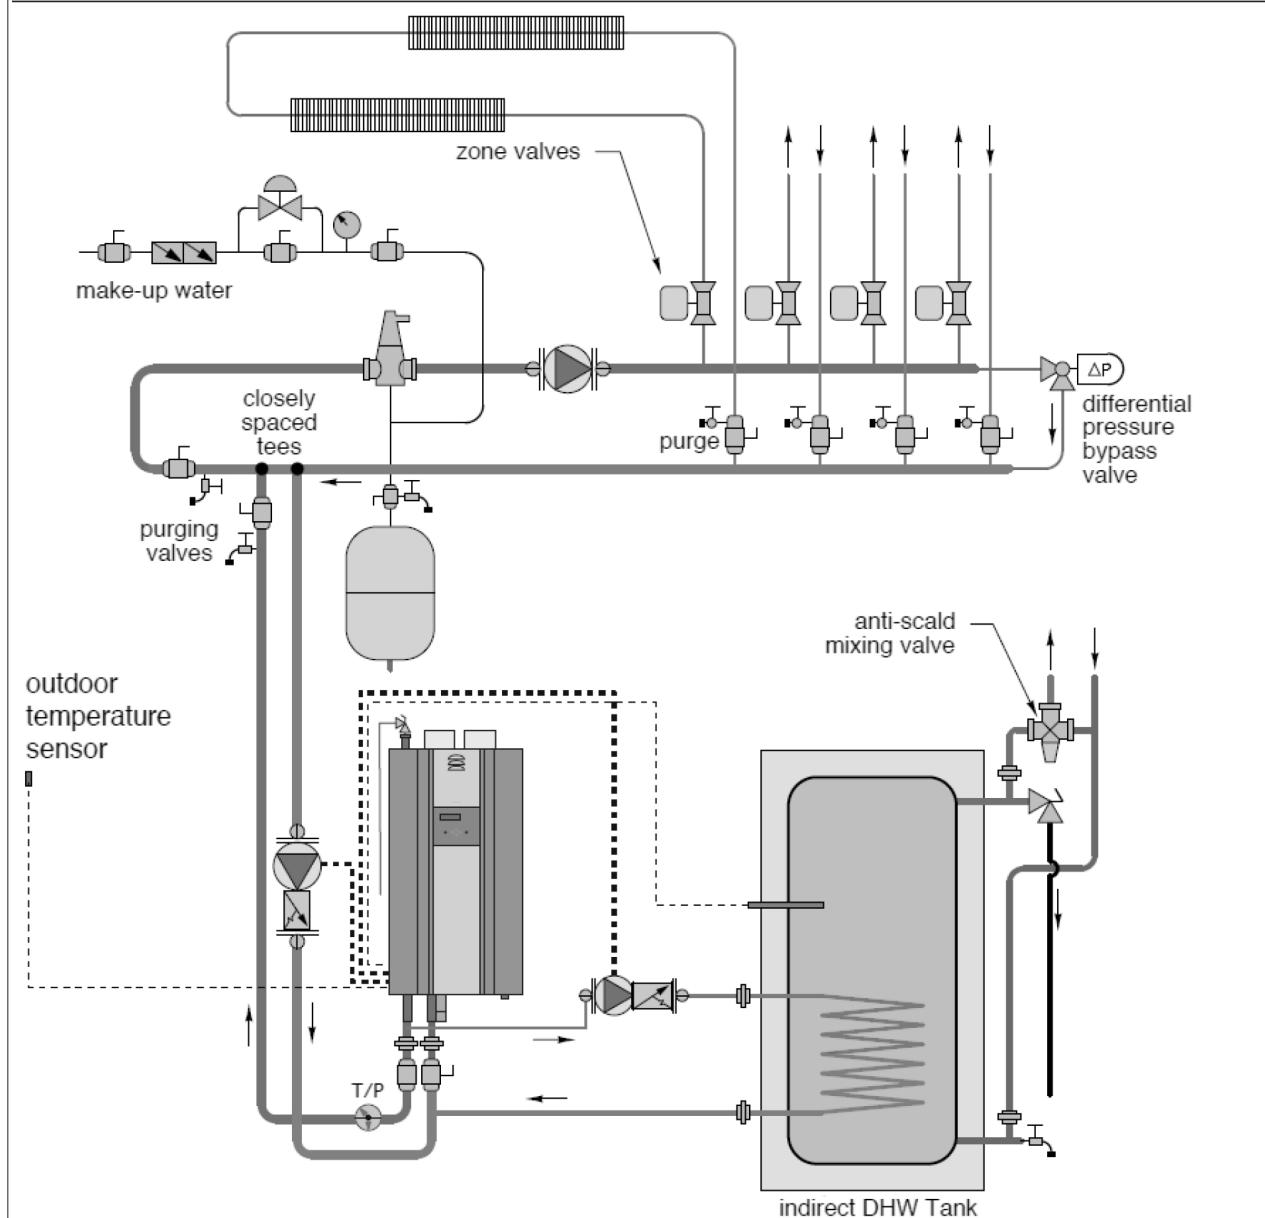 zone valves
make-up water
closely
spaced
tees
purge
ΔP
differential
pressure
bypass
valve
purging
valves
anti-scald
mixing valve
outdoor
temperature
sensor
T/P
indirect DHW Tank